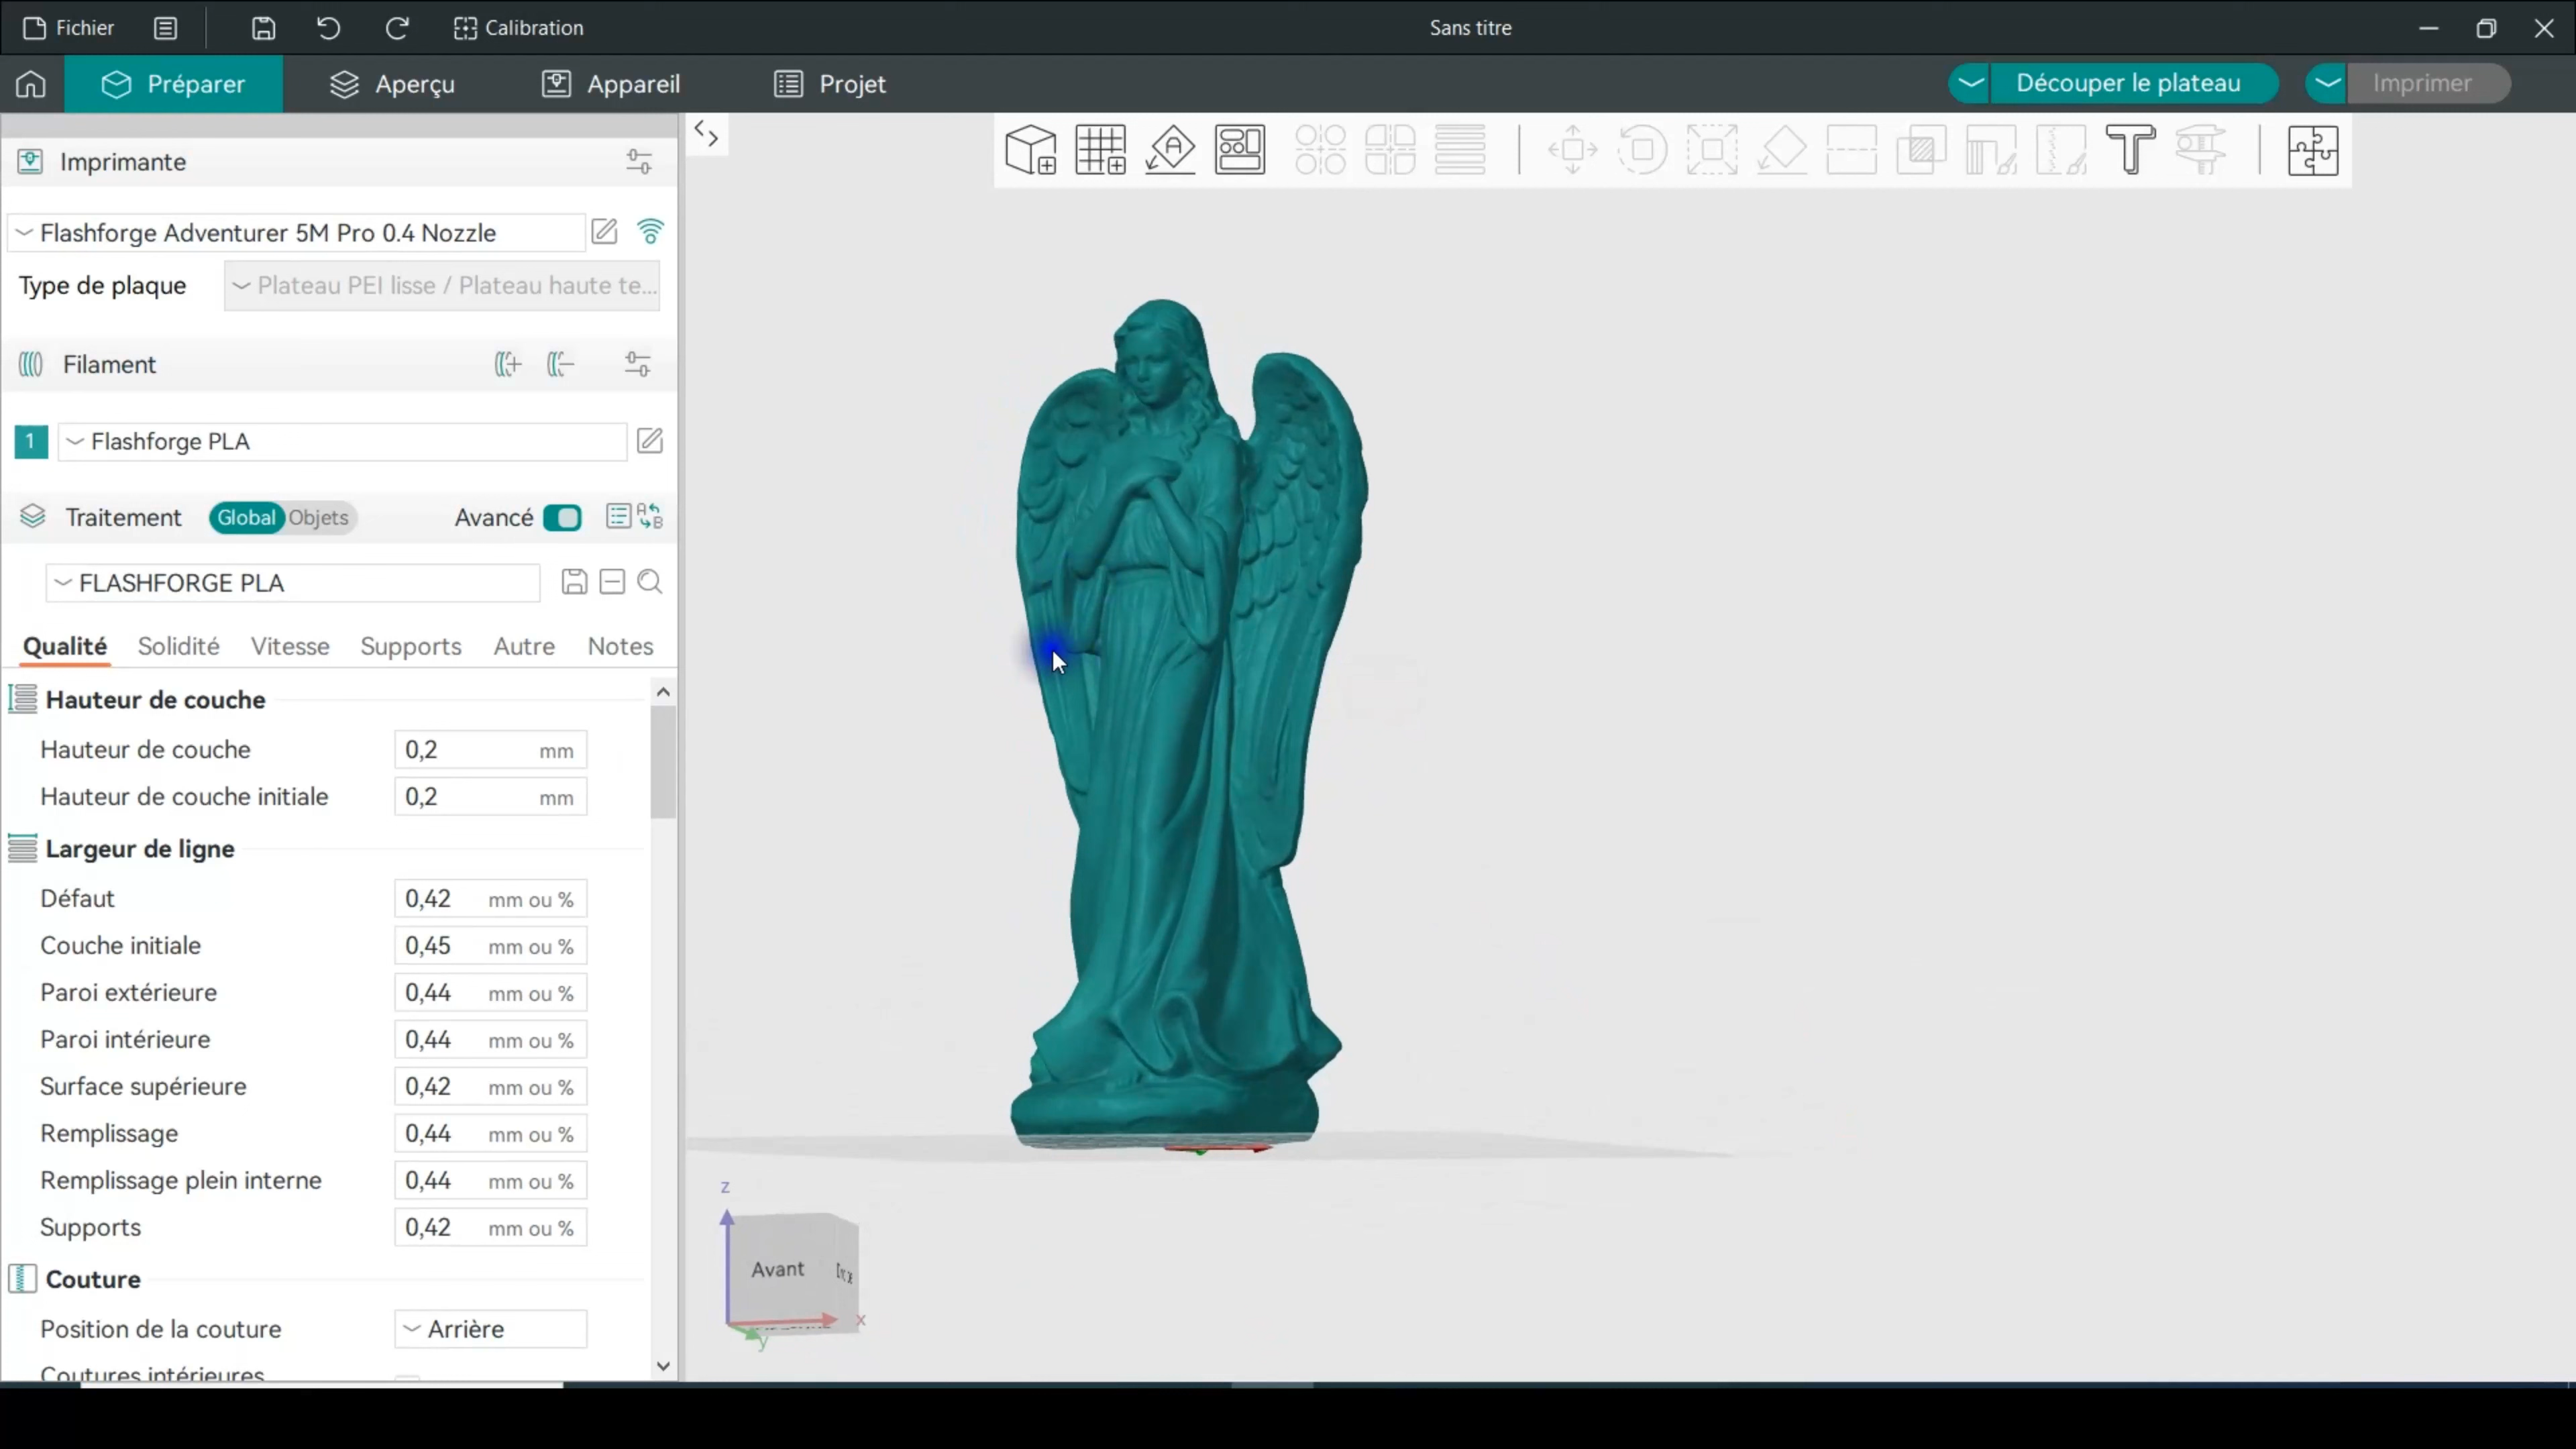 Fichier
Calibration
Sans titre
Préparer
Aperçu
Appareil
Projet
Découper le plateau
Imprimer
Imprimante
Flashforge Adventurer 5M Pro 0.4 Nozzle
Type de plaque
Plateau PEI lisse / Plateau haute te...
Filament
1
Flashforge PLA
Traitement
Global Objets
Avancé
FLASHFORGE PLA
Qualité Solidité Vitesse Supports Autre Notes
Hauteur de couche
Hauteur de couche 0,2 mm
Hauteur de couche initiale 0,2 mm
Largeur de ligne
Défaut 0,42 mm ou %
Couche initiale 0,45 mm ou %
Paroi extérieure 0,44 mm ou %
Paroi intérieure 0,44 mm ou %
Surface supérieure 0,42 mm ou %
Remplissage 0,44 mm ou %
Remplissage plein interne 0,44 mm ou %
Supports 0,42 mm ou %
Couture
Position de la couture Arrière
Coutures intérieures
z
Avant
x
y